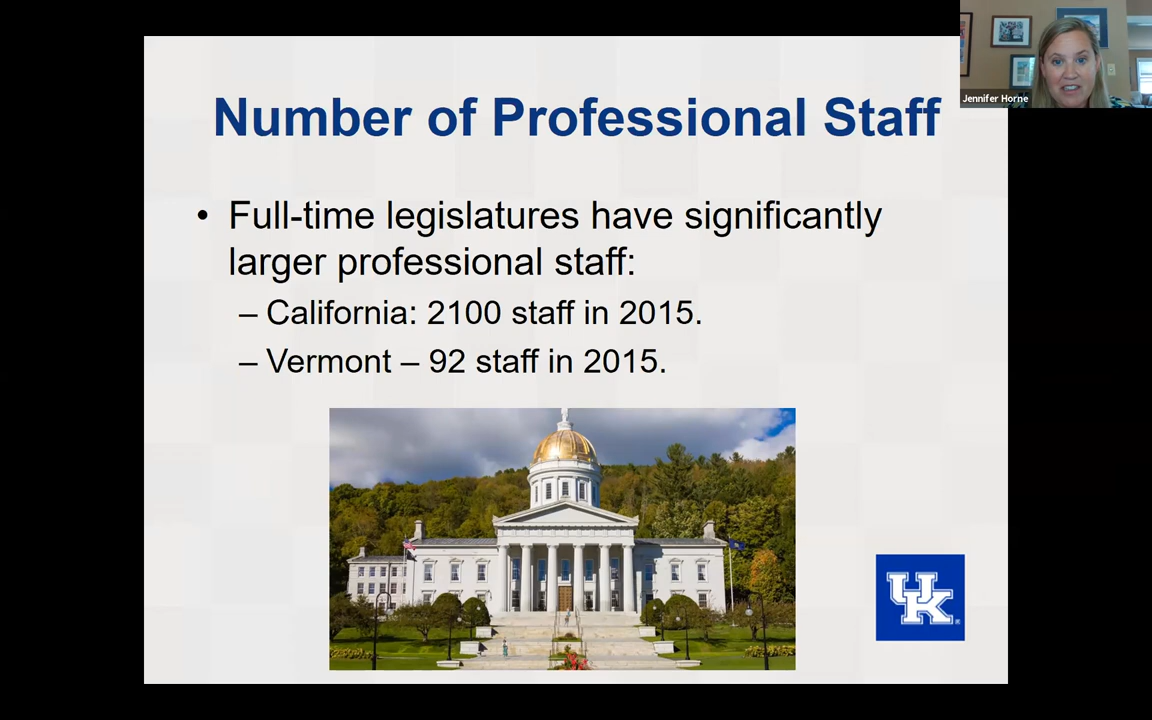 Jennifer Horne
Number of Professional Staff
• Full-time legislatures have significantly
larger professional staff:
– California: 2100 staff in 2015.
– Vermont – 92 staff in 2015.
UK
®